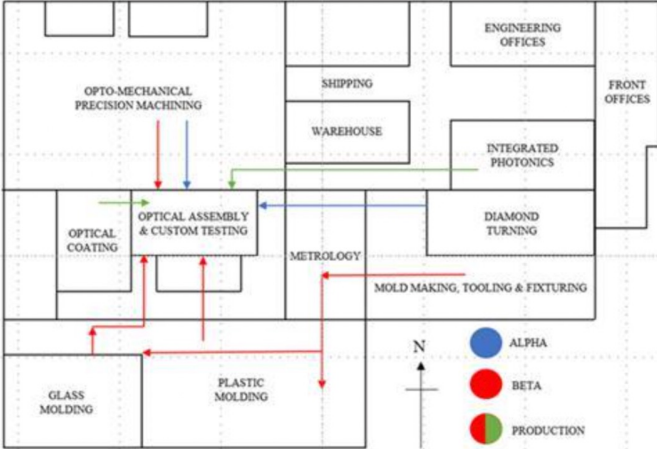 ENGINEERING
OFFICES
OPTO-MECHANICAL
PRECISION MACHINING
SHIPPING
FRONT
OFFICES
WAREHOUSE
INTEGRATED
PHOTONICS
OPTICAL
COATING
OPTICAL ASSEMBLY
& CUSTOM TESTING
METROLOGY
DIAMOND
TURNING
MOLD MAKING, TOOLING & FIXTURING
GLASS
MOLDING
PLASTIC
MOLDING
N
ALPHA
BETA
PRODUCTION